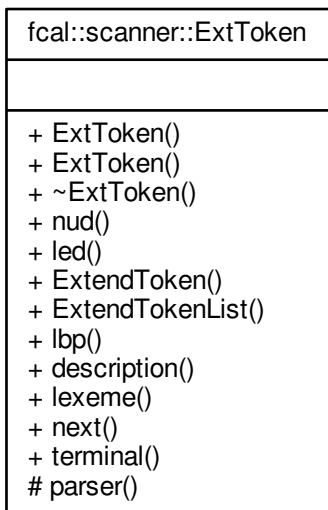 fcal::scanner::ExtToken
+ ExtToken()
+ ExtToken()
+ ~ExtToken()
+ nud()
+ led()
+ ExtendToken()
+ ExtendTokenList()
+ lbp()
+ description()
+ lexeme()
+ next()
+ terminal()
# parser()